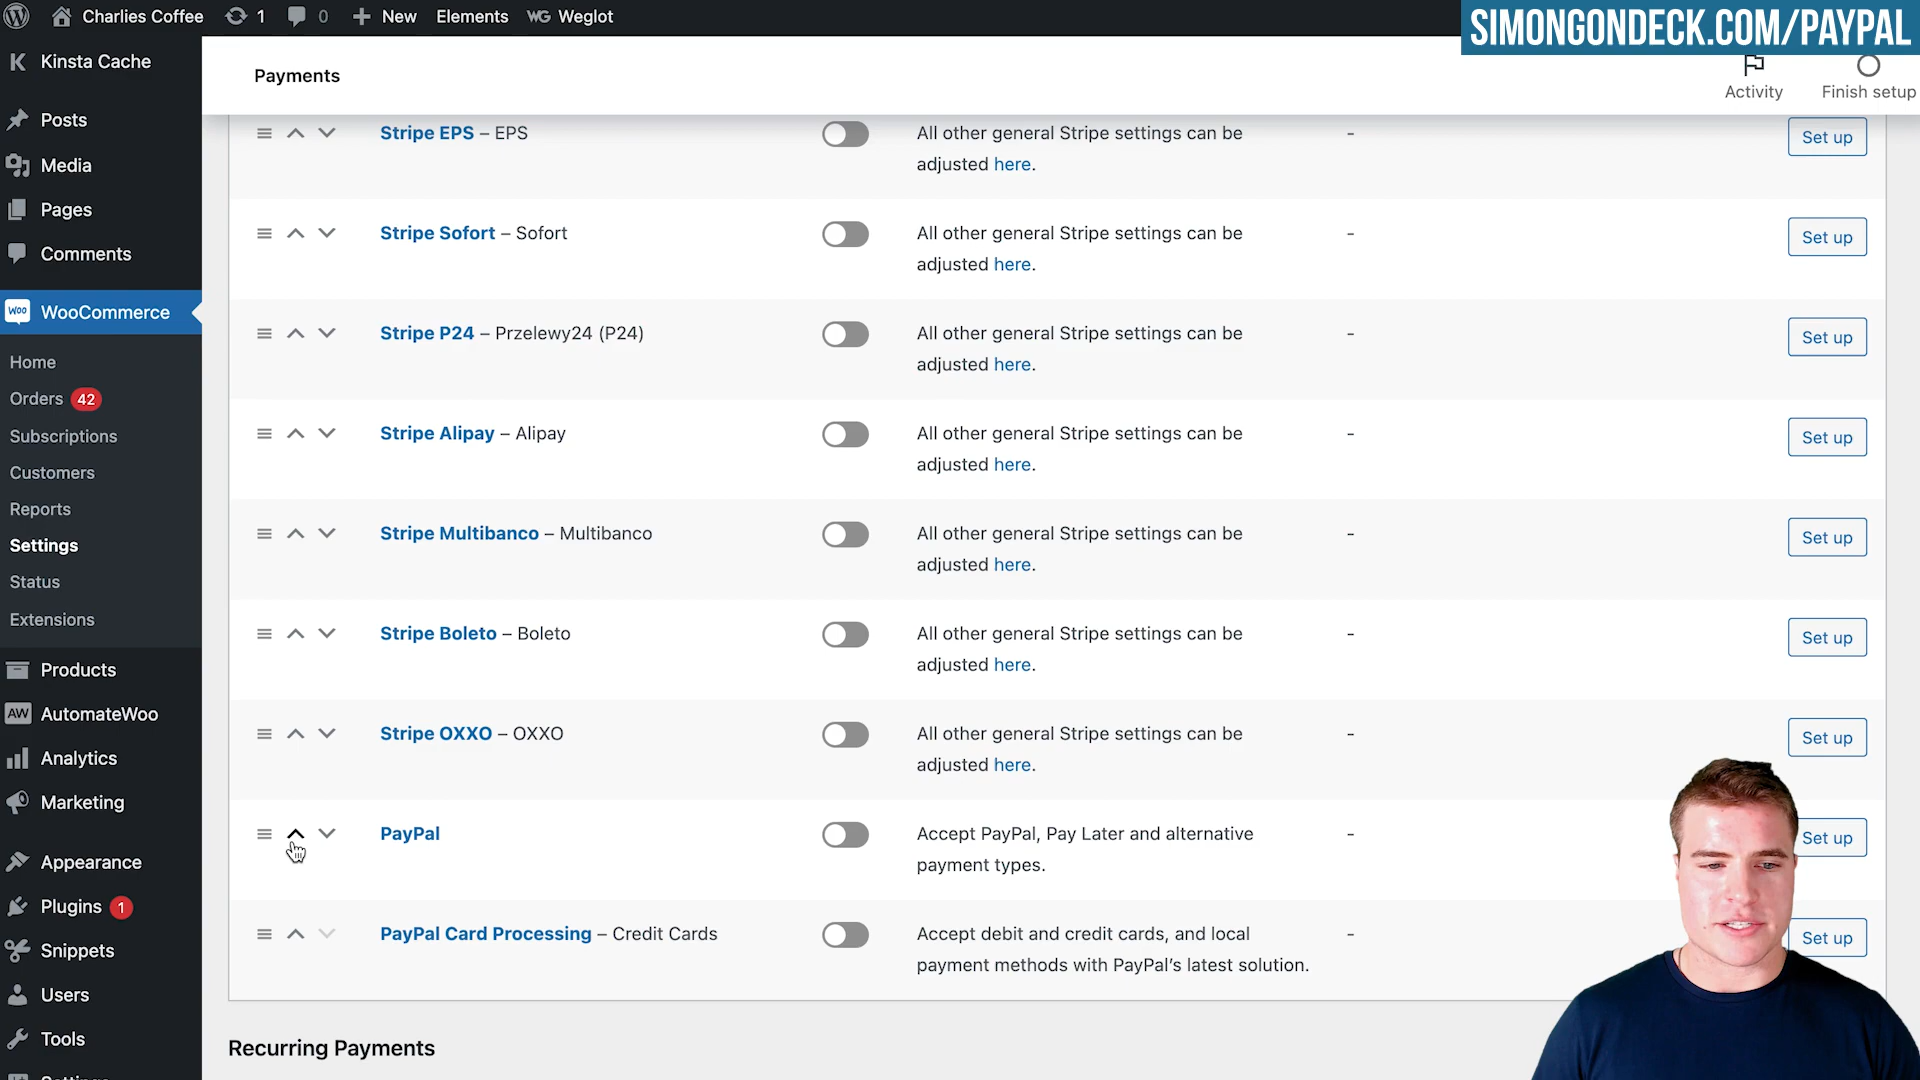 Charlies Coffee
1
0
New
Elements
WG Weglot
SIMONGONDECK.COM/PAYPAL
Kinsta Cache
Posts
Media
Pages
Comments
Woo WooCommerce
Home
Orders 42
Subscriptions
Customers
Reports
Settings
Status
Extensions
Products
AW AutomateWoo
Analytics
Marketing
Appearance
Plugins 1
Snippets
Users
Tools
Payments
Activity
Finish setup
Stripe EPS – EPS
All other general Stripe settings can be
adjusted here.
-
Set up
Stripe Sofort – Sofort
All other general Stripe settings can be
adjusted here.
-
Set up
Stripe P24 – Przelewy24 (P24)
All other general Stripe settings can be
adjusted here.
-
Set up
Stripe Alipay – Alipay
All other general Stripe settings can be
adjusted here.
-
Set up
Stripe Multibanco – Multibanco
All other general Stripe settings can be
adjusted here.
-
Set up
Stripe Boleto – Boleto
All other general Stripe settings can be
adjusted here.
-
Set up
Stripe OXXO – OXXO
All other general Stripe settings can be
adjusted here.
-
Set up
PayPal
Accept PayPal, Pay Later and alternative
payment types.
-
Set up
PayPal Card Processing – Credit Cards
Accept debit and credit cards, and local
payment methods with PayPal’s latest solution.
-
Set up
Recurring Payments